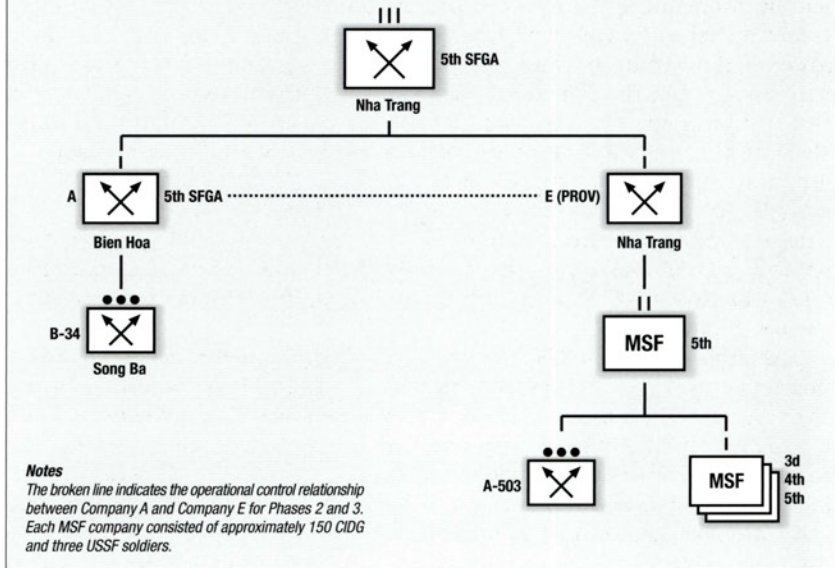 5th SFGA
Nha Trang
A
5th SFGA
E (PROV)
Bien Hoa
Nha Trang
B-34
MSF
5th
Song Ba
A-503
MSF
3d
4th
5th
Notes
The broken line indicates the operational control relationship
between Company A and Company E for Phases 2 and 3.
Each MSF company consisted of approximately 150 CIDG
and three USSF soldiers.